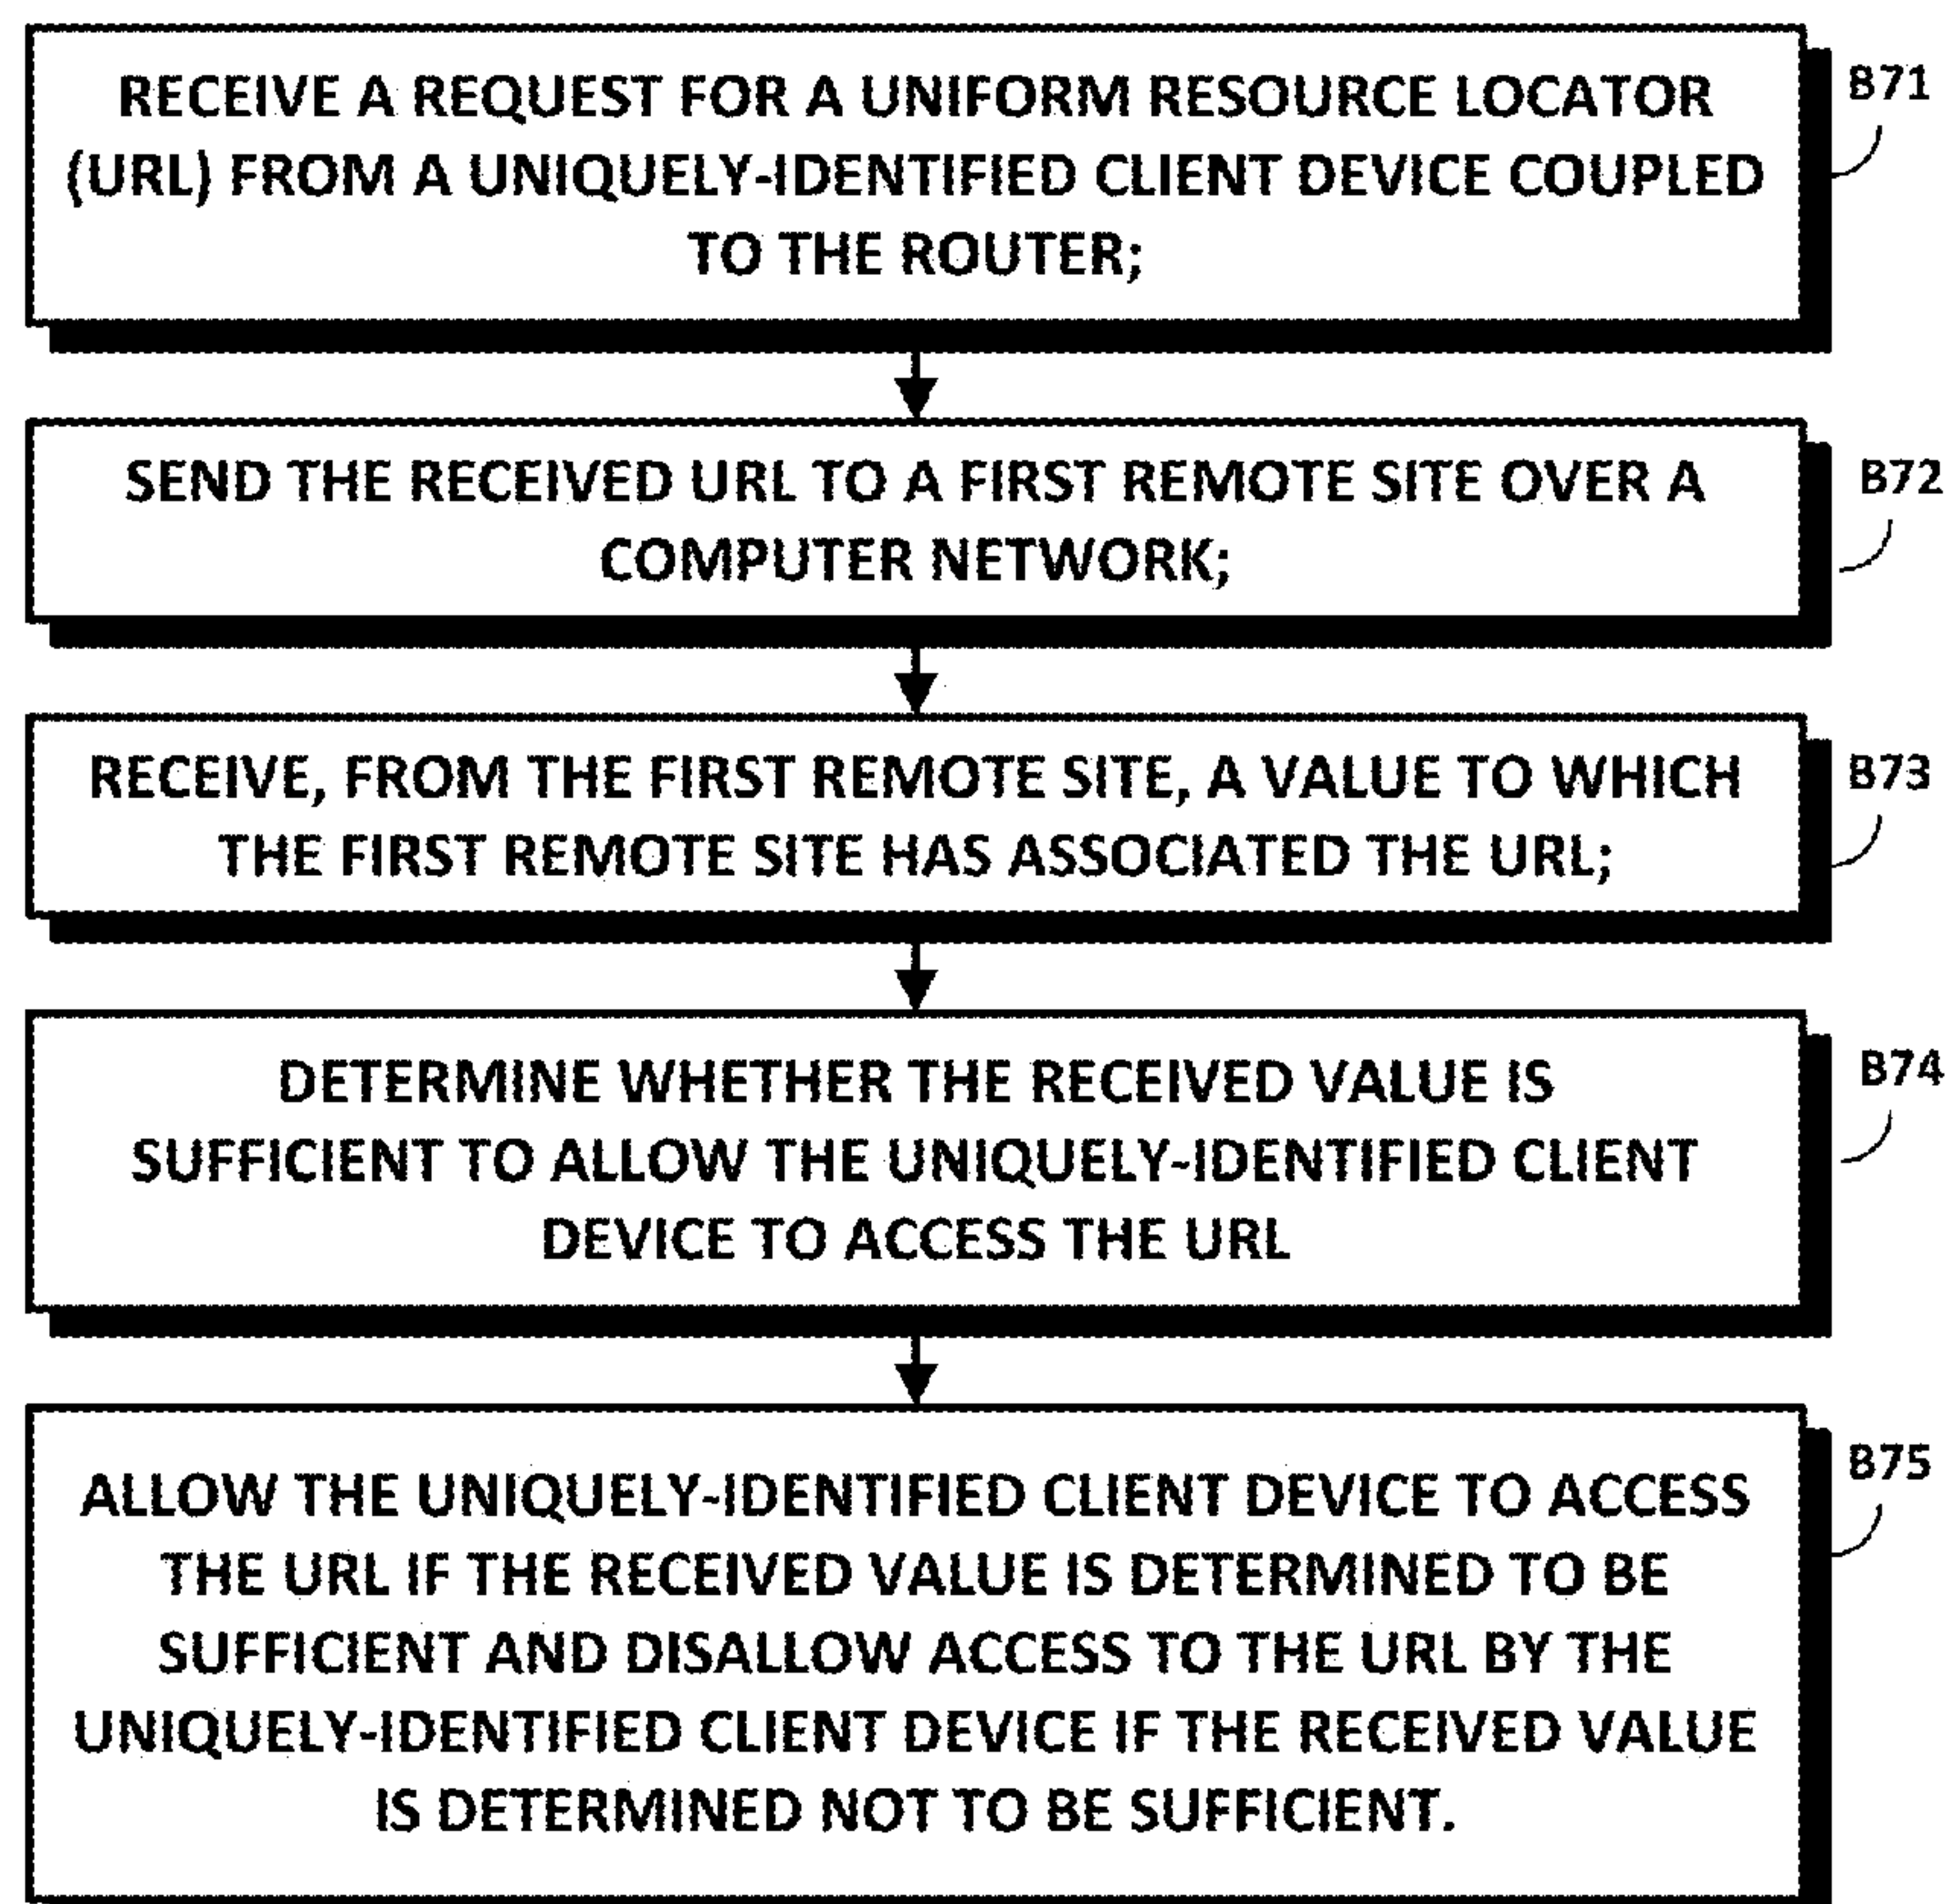 RECEIVE A REQUEST FOR A UNIFORM RESOURCE LOCATOR
(URL) FROM A UNIQUELY-IDENTIFIED CLIENT DEVICE COUPLED
TO THE ROUTER;
B71
SEND THE RECEIVED URL TO A FIRST REMOTE SITE OVER A
COMPUTER NETWORK;
B72
RECEIVE, FROM THE FIRST REMOTE SITE, A VALUE TO WHICH
THE FIRST REMOTE SITE HAS ASSOCIATED THE URL;
B73
DETERMINE WHETHER THE RECEIVED VALUE IS
SUFFICIENT TO ALLOW THE UNIQUELY-IDENTIFIED CLIENT
DEVICE TO ACCESS THE URL
B74
ALLOW THE UNIQUELY-IDENTIFIED CLIENT DEVICE TO ACCESS
THE URL IF THE RECEIVED VALUE IS DETERMINED TO BE
SUFFICIENT AND DISALLOW ACCESS TO THE URL BY THE
UNIQUELY-IDENTIFIED CLIENT DEVICE IF THE RECEIVED VALUE
IS DETERMINED NOT TO BE SUFFICIENT.
B75